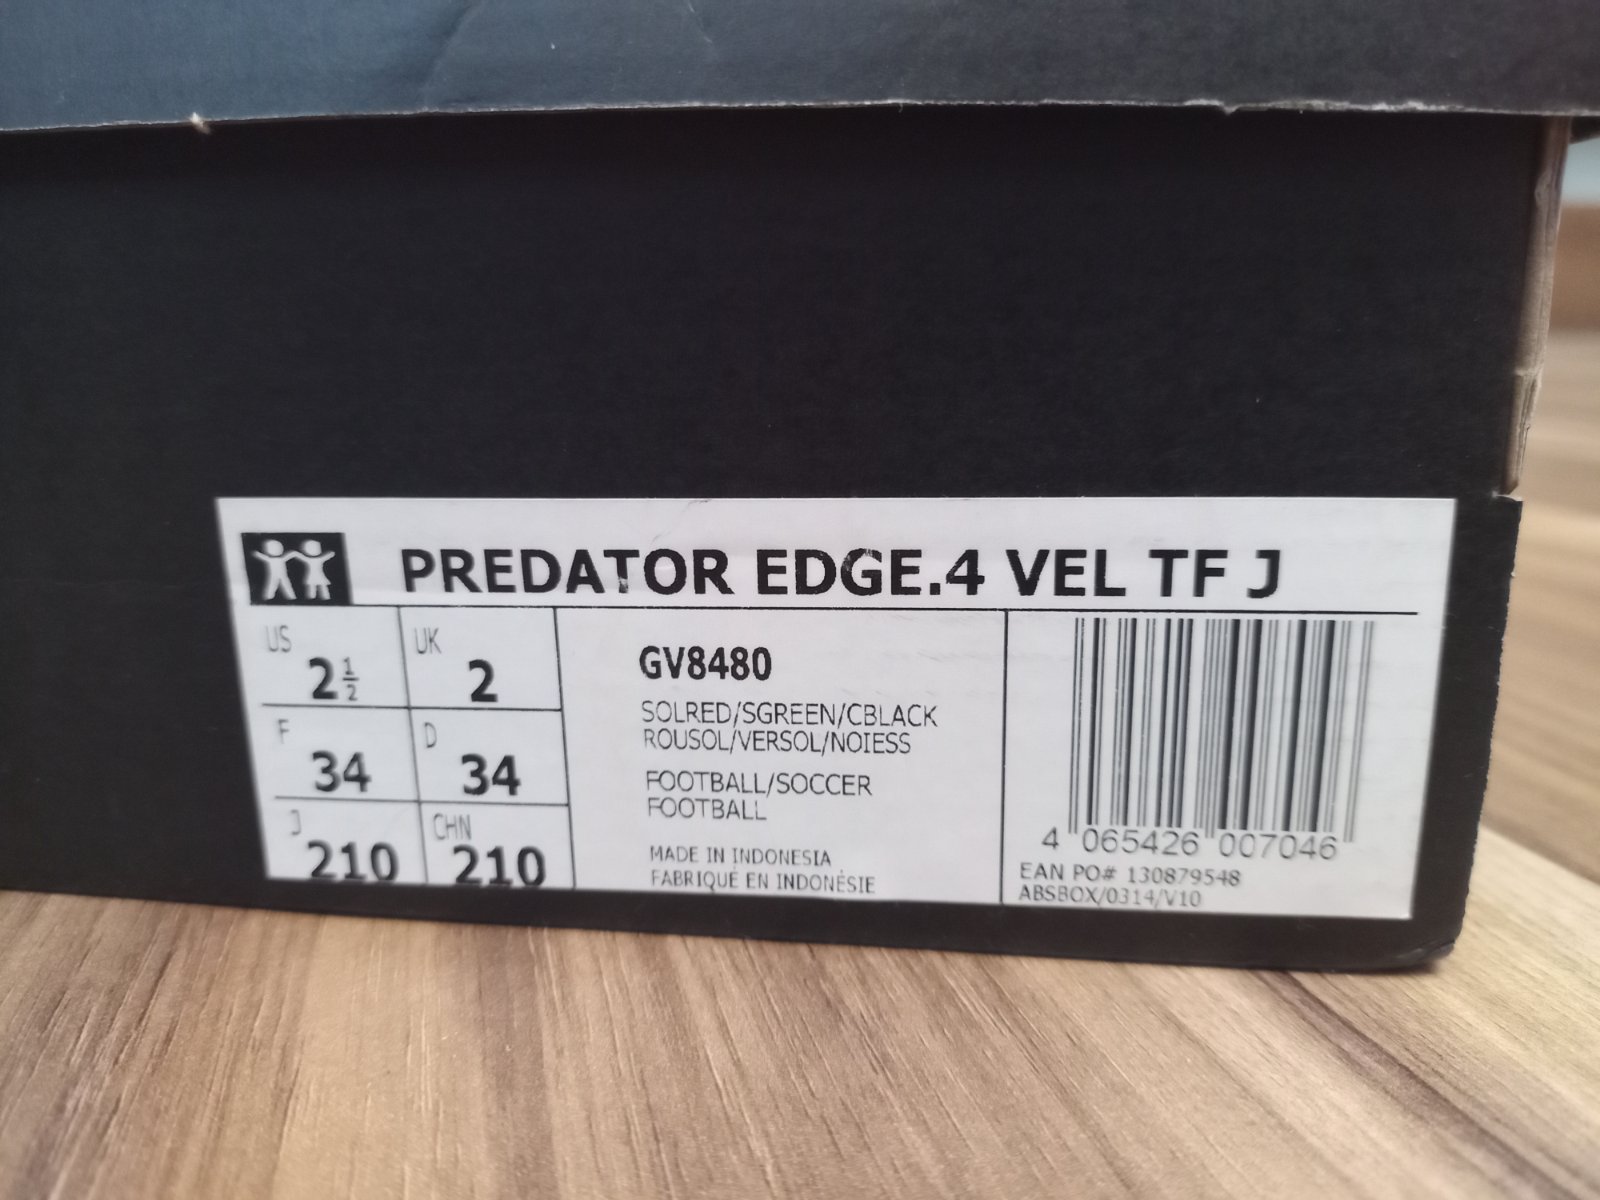 PREDATOR EDGE.4 VEL TF J
US 2½ UK 2
F 34 D 34
J 210 CHN 210
GV8480
SOLRED/SGREEN/CBLACK
ROUSOL/VERSOL/NOIESS
FOOTBALL/SOCCER
FOOTBALL
MADE IN INDONESIA
FABRIQUÉ EN INDONÉSIE
4 065426 007046
EAN PO# 130879548
ABSBOX/0314/V10